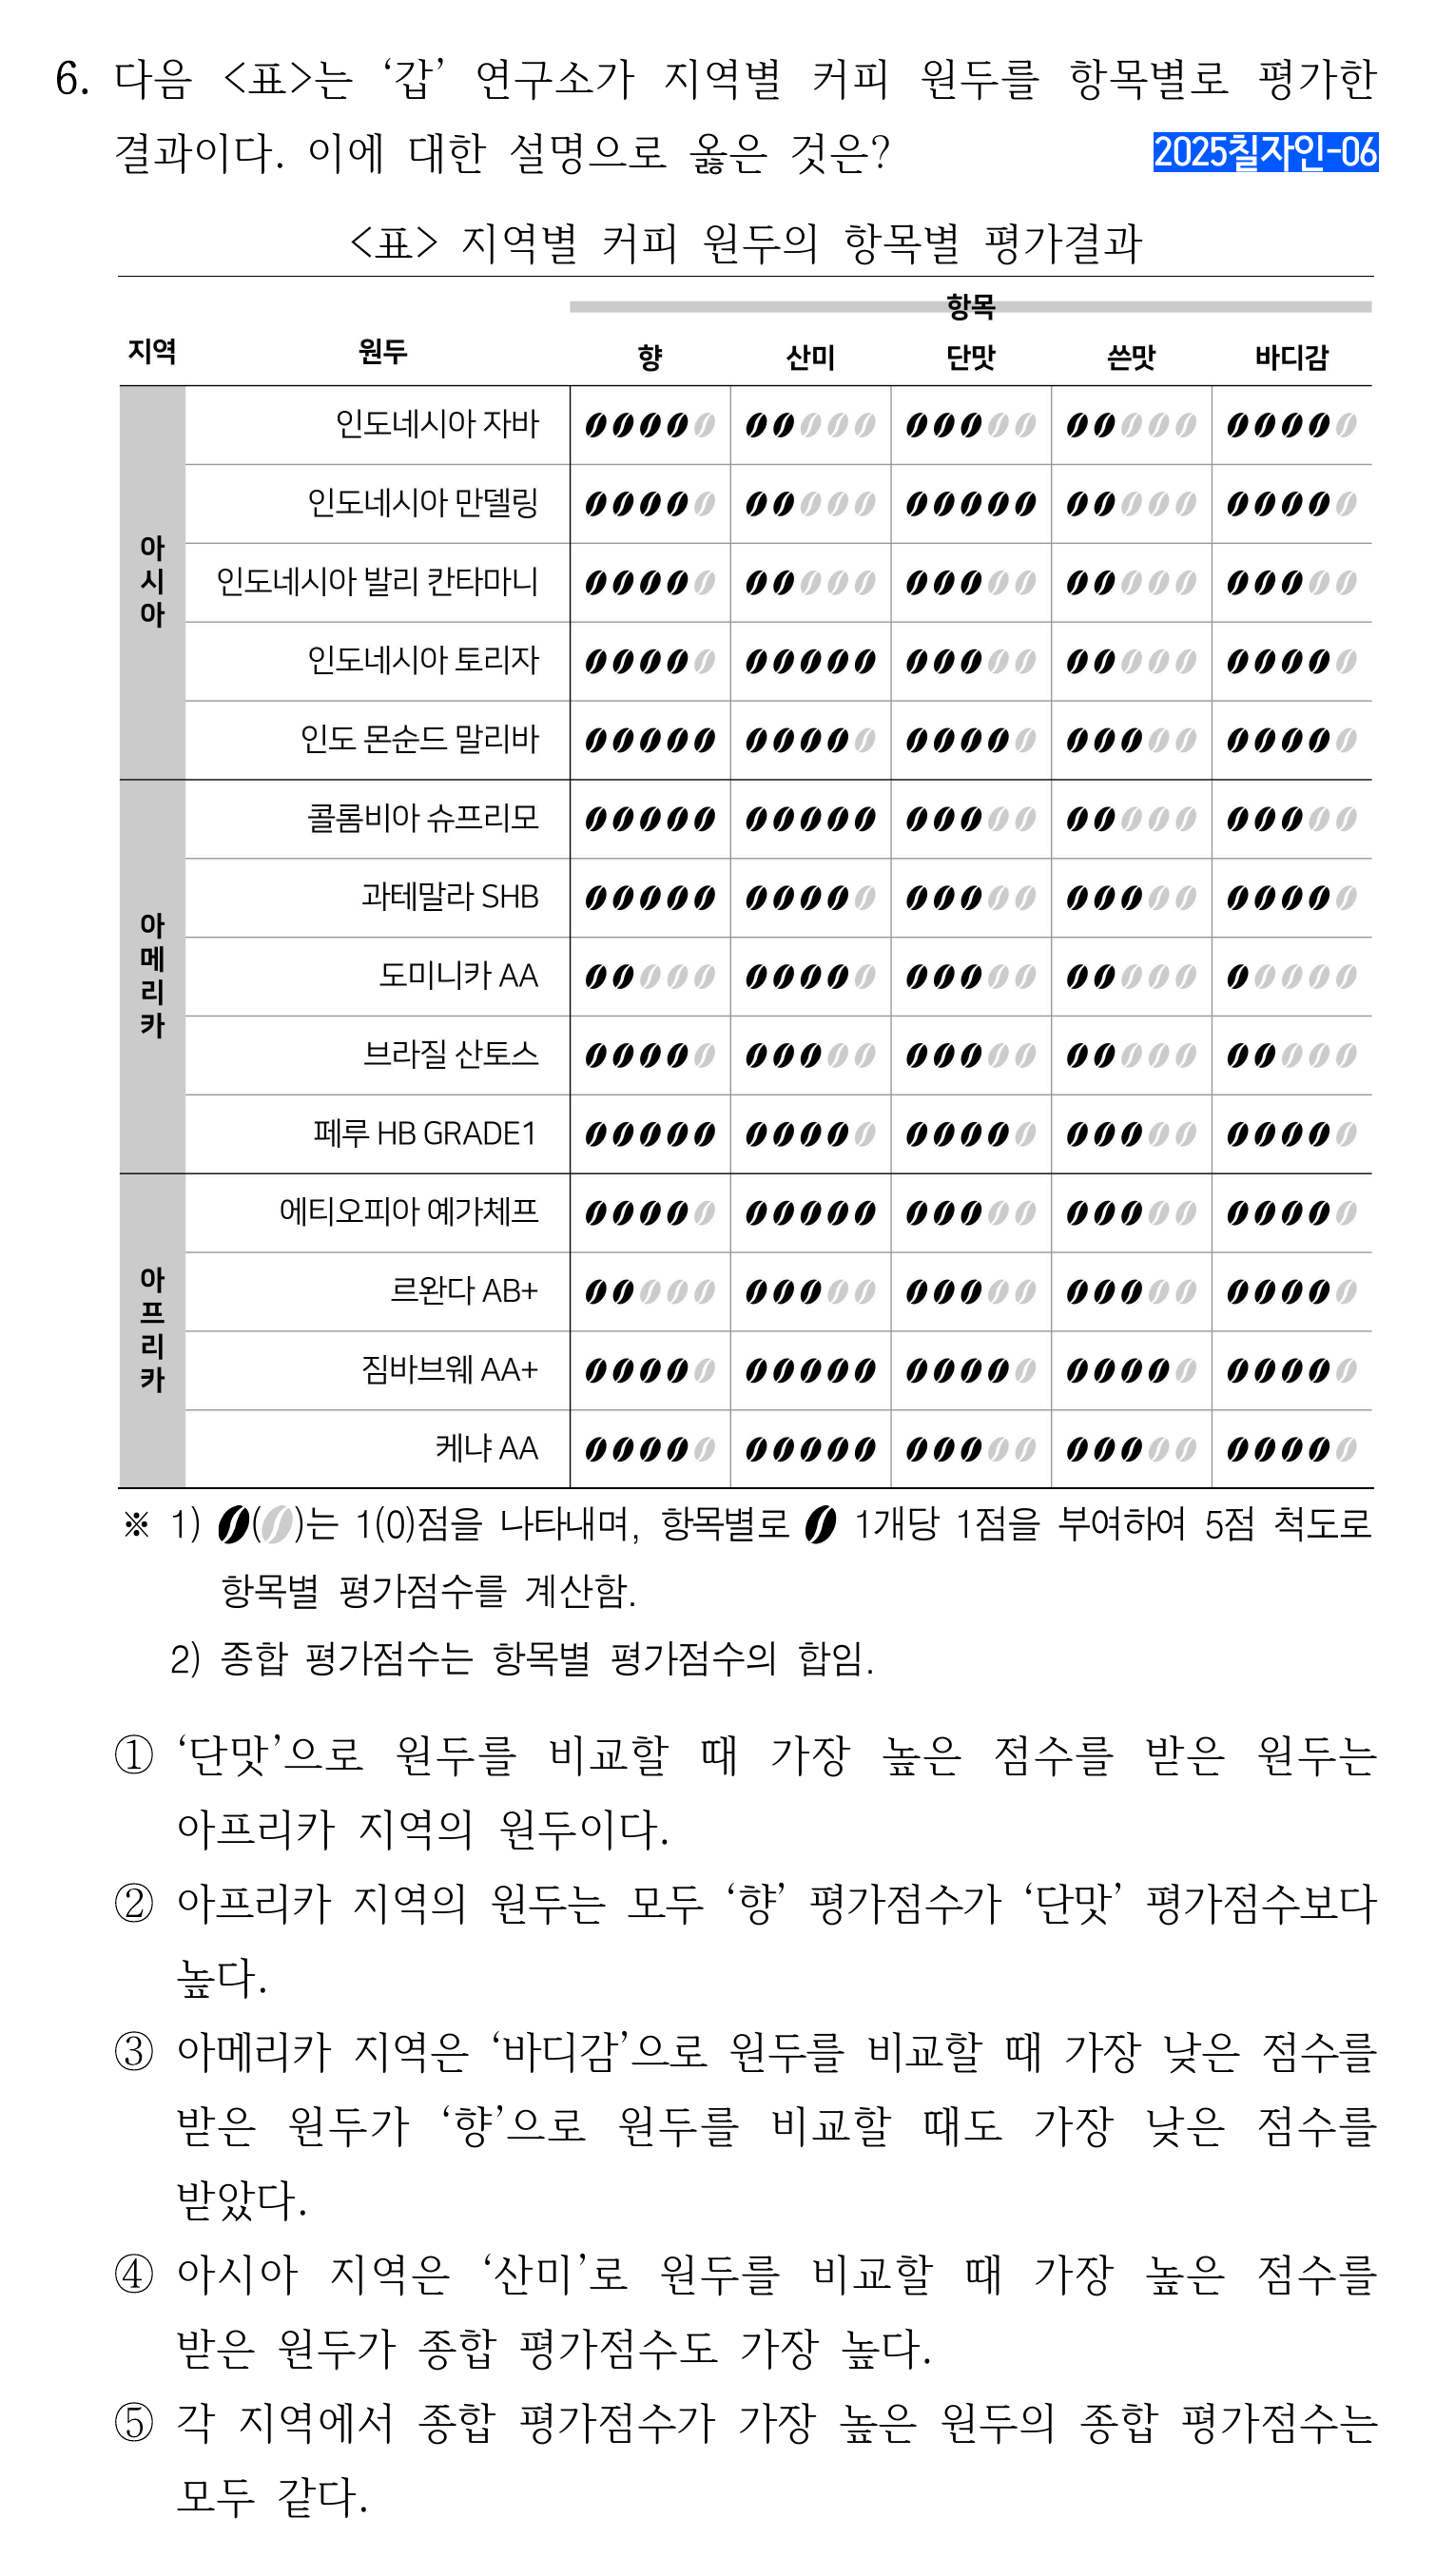 6. 다음 <표>는 ‘갑’ 연구소가 지역별 커피 원두를 항목별로 평가한
결과이다. 이에 대한 설명으로 옳은 것은?
2025칠자인-06
<표> 지역별 커피 원두의 항목별 평가결과
항목
지역 원두 향 산미 단맛 쓴맛 바디감
아시아
인도네시아 자바
인도네시아 만델링
인도네시아 발리 칸타마니
인도네시아 토리자
인도 몬순드 말리바
아메리카
콜롬비아 슈프리모
과테말라 SHB
도미니카 AA
브라질 산토스
페루 HB GRADE1
아프리카
에티오피아 예가체프
르완다 AB+
짐바브웨 AA+
케냐 AA
※ 1) ( )는 1(0)점을 나타내며, 항목별로 1개당 1점을 부여하여 5점 척도로
항목별 평가점수를 계산함.
2) 종합 평가점수는 항목별 평가점수의 합임.
① ‘단맛’으로 원두를 비교할 때 가장 높은 점수를 받은 원두는
아프리카 지역의 원두이다.
② 아프리카 지역의 원두는 모두 ‘향’ 평가점수가 ‘단맛’ 평가점수보다
높다.
③ 아메리카 지역은 ‘바디감’으로 원두를 비교할 때 가장 낮은 점수를
받은 원두가 ‘향’으로 원두를 비교할 때도 가장 낮은 점수를
받았다.
④ 아시아 지역은 ‘산미’로 원두를 비교할 때 가장 높은 점수를
받은 원두가 종합 평가점수도 가장 높다.
⑤ 각 지역에서 종합 평가점수가 가장 높은 원두의 종합 평가점수는
모두 같다.